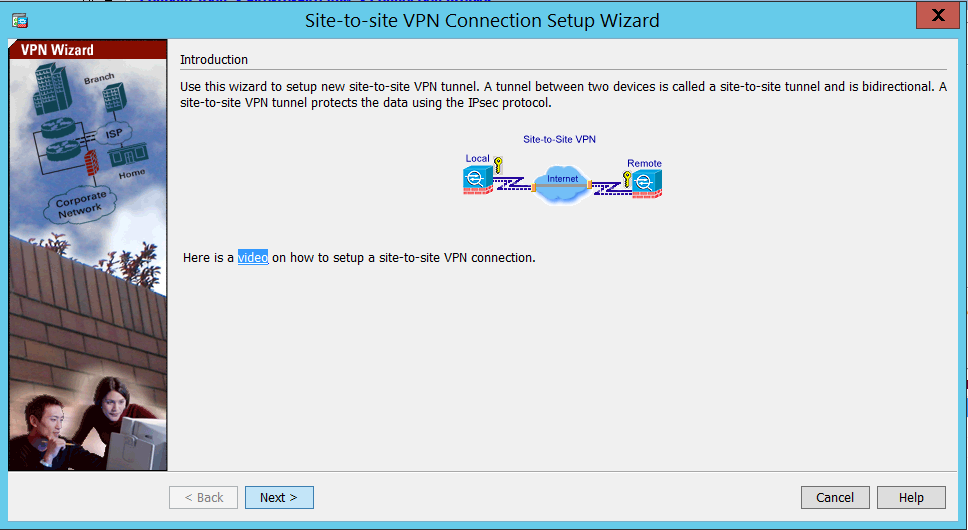 Site-to-site VPN Connection Setup Wizard
X
VPN Wizard
Branch
ISP
Home
Corporate
Network
Introduction
Use this wizard to setup new site-to-site VPN tunnel. A tunnel between two devices is called a site-to-site tunnel and is bidirectional. A
site-to-site VPN tunnel protects the data using the IPsec protocol.
Site-to-Site VPN
Local
Internet
Remote
Here is a video on how to setup a site-to-site VPN connection.
< Back
Next >
Cancel
Help